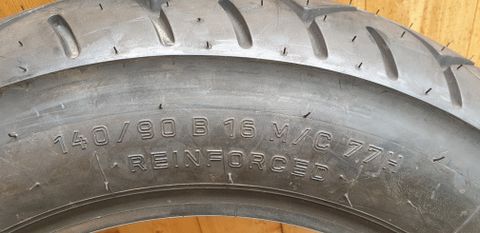 140/90 B 16 M/C 77H
· REINFORCED ·